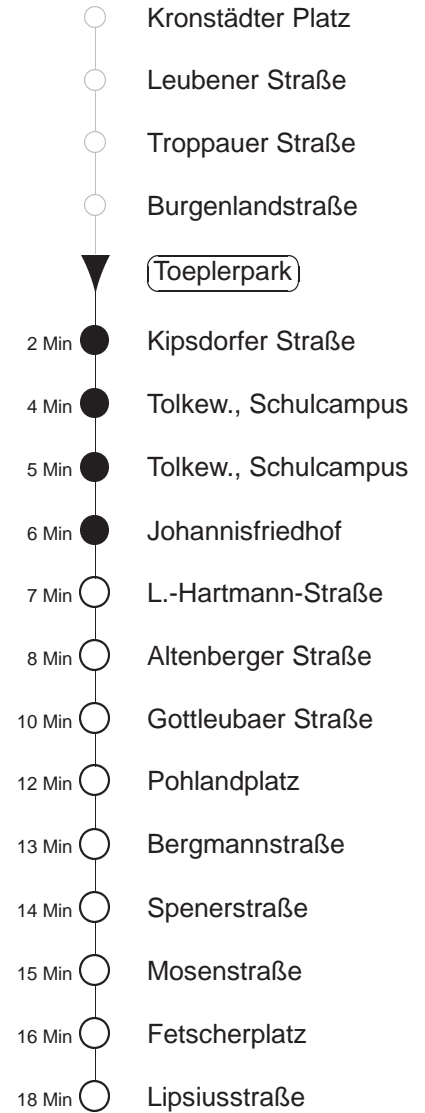 Kronstädter Platz
Leubener Straße
Troppauer Straße
Burgenlandstraße
Toeplerpark
2 Min Kipsdorfer Straße
4 Min Tolkew., Schulcampus
5 Min Tolkew., Schulcampus
6 Min Johannisfriedhof
7 Min L.-Hartmann-Straße
8 Min Altenberger Straße
10 Min Gottleubaer Straße
12 Min Pohlandplatz
13 Min Bergmannstraße
14 Min Spenerstraße
15 Min Mosenstraße
16 Min Fetscherplatz
18 Min Lipsiusstraße